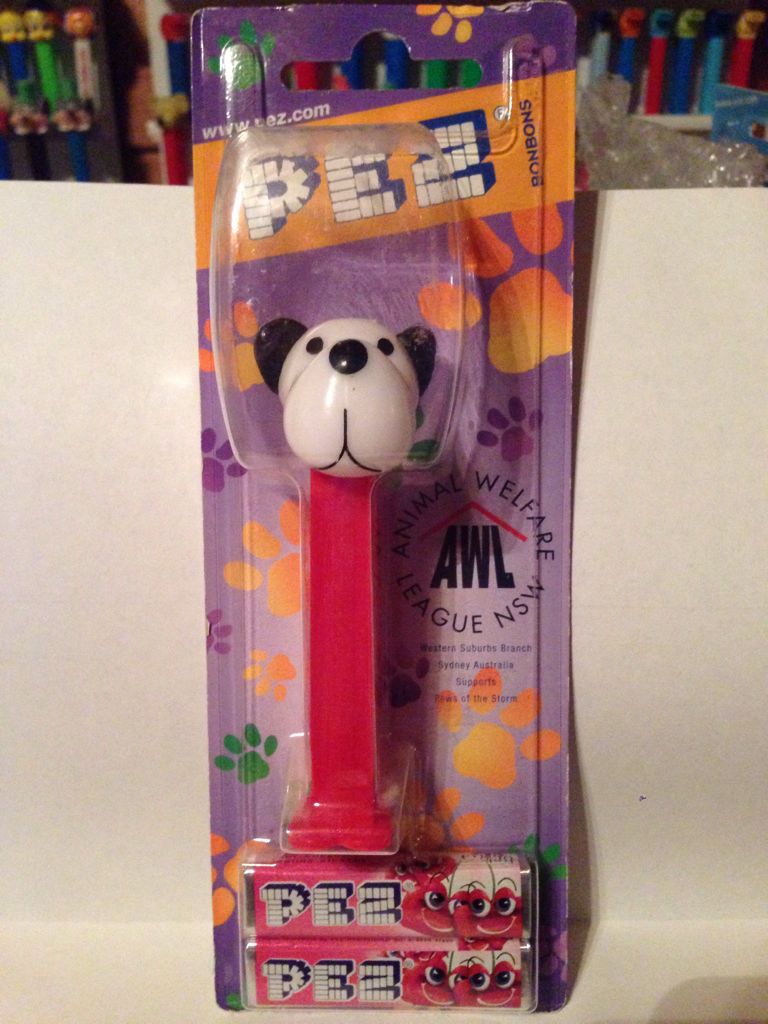 www.pez.com
PEZ®
BONBONS
ANIMAL WELFARE
AWL
LEAGUE NSW
Western Suburbs Branch
Sydney Australia
Supports
Paws of the Storm
PEZ
PEZ